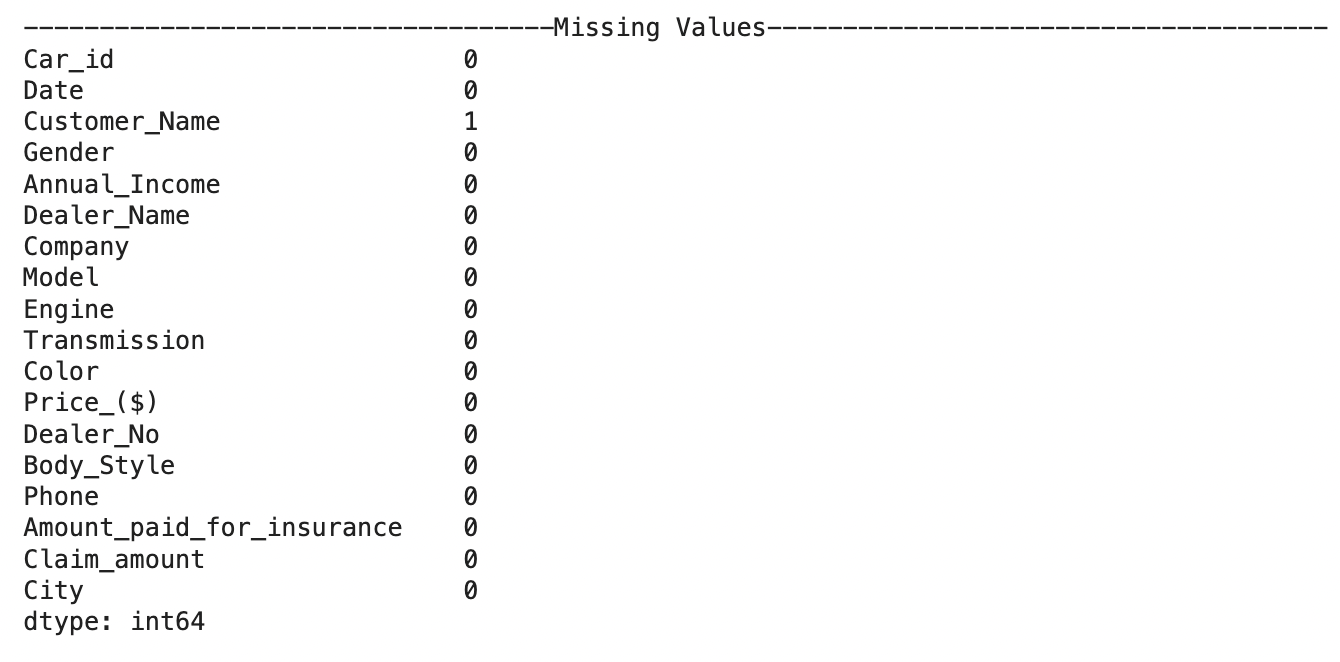 -----------------------------------Missing Values-------------------------------------
Car_id                       0
Date                         0
Customer_Name                1
Gender                       0
Annual_Income                0
Dealer_Name                  0
Company                      0
Model                        0
Engine                       0
Transmission                 0
Color                        0
Price_($)                    0
Dealer_No                    0
Body_Style                   0
Phone                        0
Amount_paid_for_insurance    0
Claim_amount                 0
City                         0
dtype: int64